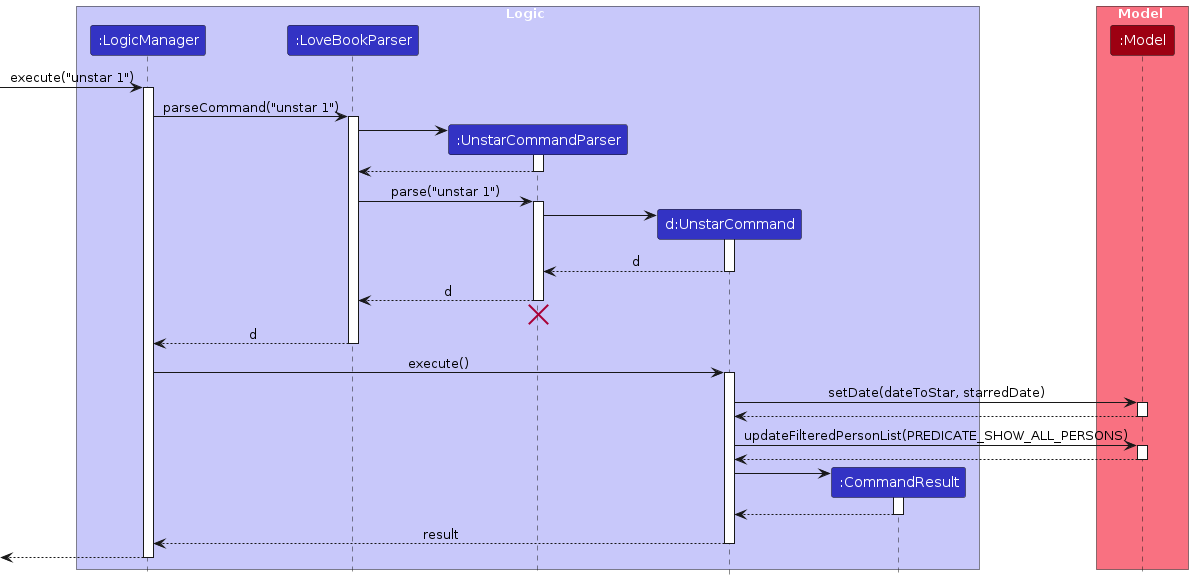 Logic
Model
:LogicManager
:LoveBookParser
:Model
execute("unstar 1")
parseCommand("unstar 1")
:UnstarCommandParser
parse("unstar 1")
d:UnstarCommand
d
d
d
execute()
setDate(dateToStar, starredDate)
updateFilteredPersonList(PREDICATE_SHOW_ALL_PERSONS)
:CommandResult
result